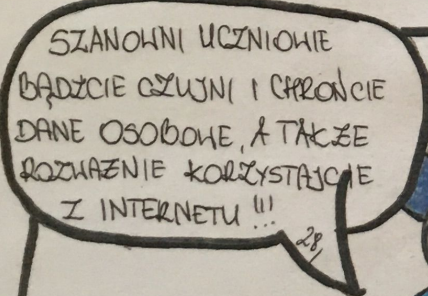 SZANOWNI UCZNIOWIE
BĄDŹCIE CZUJNI I CHROŃCIE
DANE OSOBOWE, A TAKŻE
ROZWAŻNIE KORZYSTAJCIE
Z INTERNETU !!!
28,